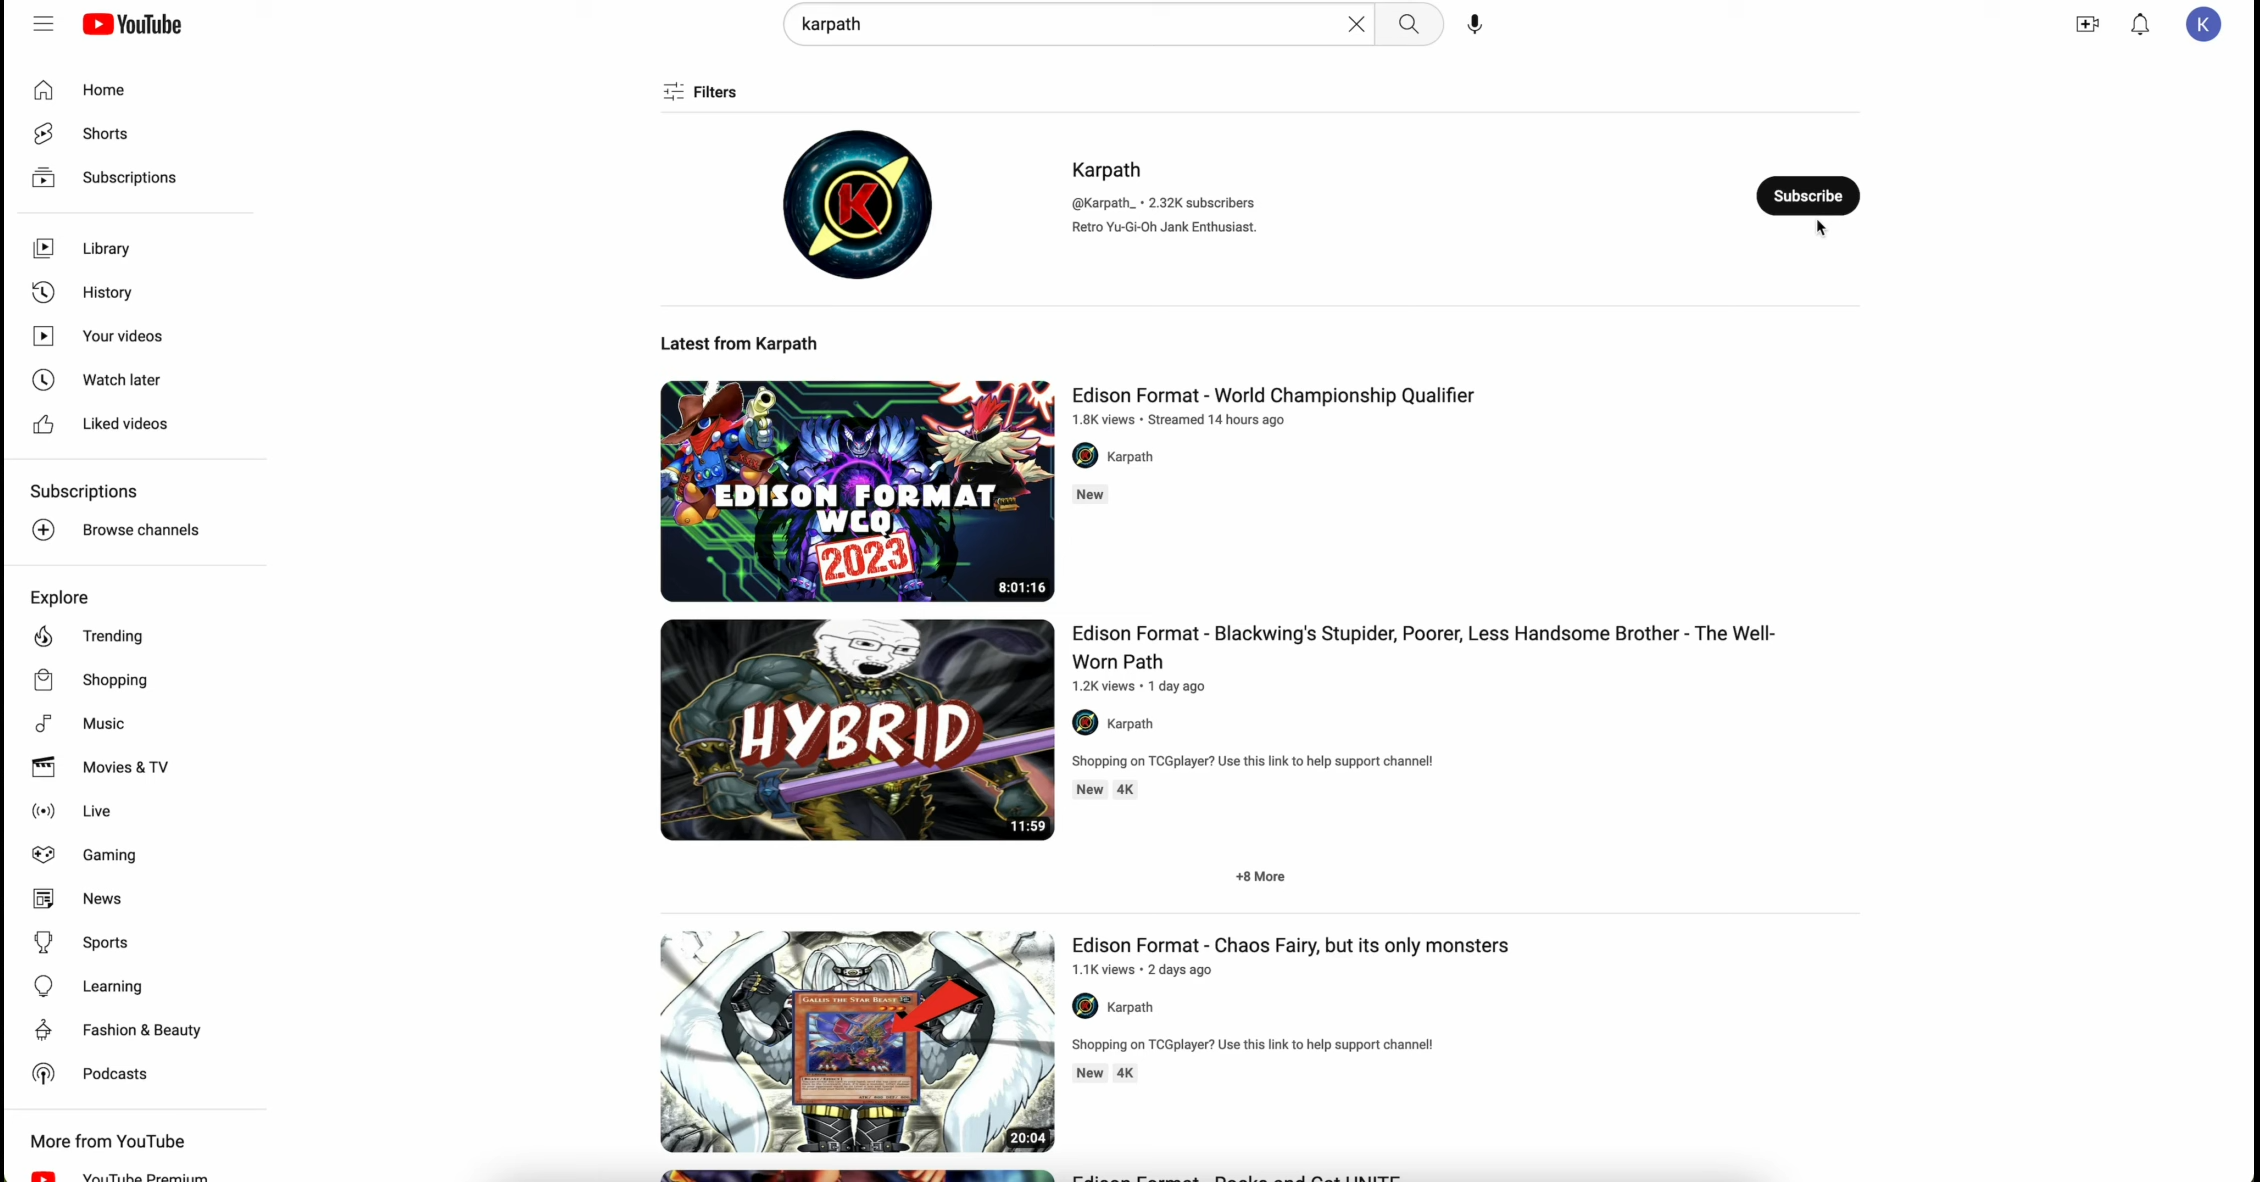 YouTube
karpath
K
Home
Shorts
Subscriptions
Library
History
Your videos
Watch later
Liked videos
Subscriptions
Browse channels
Explore
Trending
Shopping
Music
Movies & TV
Live
Gaming
News
Sports
Learning
Fashion & Beauty
Podcasts
More from YouTube
YouTube Premium
Filters
K
Karpath
@Karpath_ • 2.32K subscribers
Retro Yu-Gi-Oh Jank Enthusiast.
Subscribe
Latest from Karpath
EDISON FORMAT
WCQ
2023
8:01:16
Edison Format - World Championship Qualifier
1.8K views • Streamed 14 hours ago
Karpath
New
HYBRID
11:59
Edison Format - Blackwing's Stupider, Poorer, Less Handsome Brother - The Well-
Worn Path
1.2K views • 1 day ago
Karpath
Shopping on TCGplayer? Use this link to help support channel!
New 4K
+8 More
GALLIS THE STAR BEAST
20:04
Edison Format - Chaos Fairy, but its only monsters
1.1K views • 2 days ago
Karpath
Shopping on TCGplayer? Use this link to help support channel!
New 4K